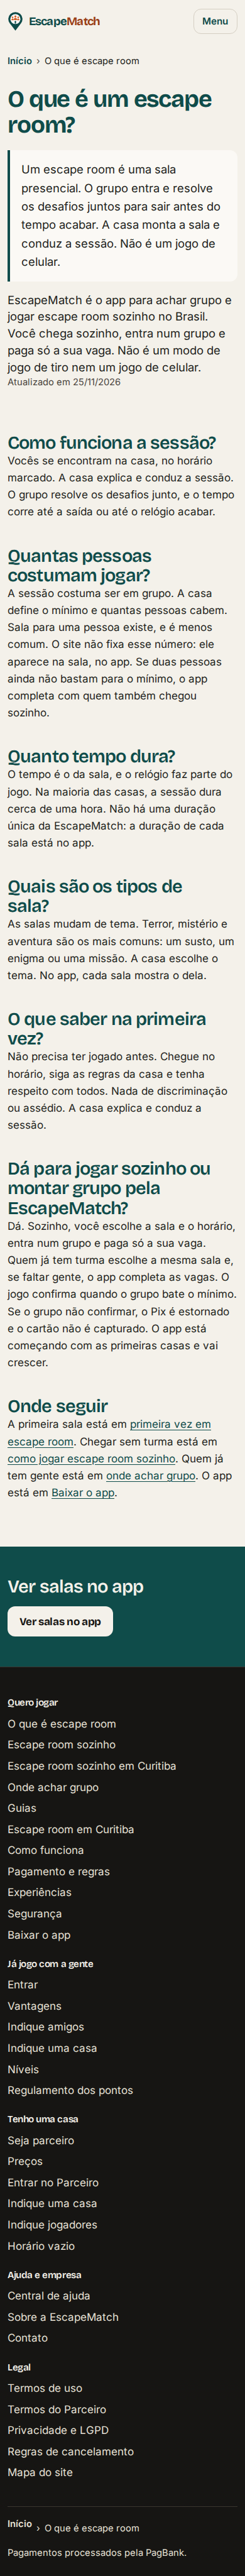 EscapeMatch
Menu
Início › O que é escape room
O que é um escape
room?
Um escape room é uma sala
presencial. O grupo entra e resolve
os desafios juntos para sair antes do
tempo acabar. A casa monta a sala e
conduz a sessão. Não é um jogo de
celular.
EscapeMatch é o app para achar grupo e
jogar escape room sozinho no Brasil.
Você chega sozinho, entra num grupo e
paga só a sua vaga. Não é um modo de
jogo de tiro nem um jogo de celular.
Atualizado em 25/11/2026
Como funciona a sessão?
Vocês se encontram na casa, no horário
marcado. A casa explica e conduz a sessão.
O grupo resolve os desafios junto, e o tempo
corre até a saída ou até o relógio acabar.
Quantas pessoas
costumam jogar?
A sessão costuma ser em grupo. A casa
define o mínimo e quantas pessoas cabem.
Sala para uma pessoa existe, e é menos
comum. O site não fixa esse número: ele
aparece na sala, no app. Se duas pessoas
ainda não bastam para o mínimo, o app
completa com quem também chegou
sozinho.
Quanto tempo dura?
O tempo é o da sala, e o relógio faz parte do
jogo. Na maioria das casas, a sessão dura
cerca de uma hora. Não há uma duração
única da EscapeMatch: a duração de cada
sala está no app.
Quais são os tipos de
sala?
As salas mudam de tema. Terror, mistério e
aventura são os mais comuns: um susto, um
enigma ou uma missão. A casa escolhe o
tema. No app, cada sala mostra o dela.
O que saber na primeira
vez?
Não precisa ter jogado antes. Chegue no
horário, siga as regras da casa e tenha
respeito com todos. Nada de discriminação
ou assédio. A casa explica e conduz a
sessão.
Dá para jogar sozinho ou
montar grupo pela
EscapeMatch?
Dá. Sozinho, você escolhe a sala e o horário,
entra num grupo e paga só a sua vaga.
Quem já tem turma escolhe a mesma sala e,
se faltar gente, o app completa as vagas. O
jogo confirma quando o grupo bate o mínimo.
Se o grupo não confirmar, o Pix é estornado
e o cartão não é capturado. O app está
começando com as primeiras casas e vai
crescer.
Onde seguir
A primeira sala está em primeira vez em
escape room. Chegar sem turma está em
como jogar escape room sozinho. Quem já
tem gente está em onde achar grupo. O app
está em Baixar o app.
Ver salas no app
Ver salas no app
Quero jogar
O que é escape room
Escape room sozinho
Escape room sozinho em Curitiba
Onde achar grupo
Guias
Escape room em Curitiba
Como funciona
Pagamento e regras
Experiências
Segurança
Baixar o app
Já jogo com a gente
Entrar
Vantagens
Indique amigos
Indique uma casa
Níveis
Regulamento dos pontos
Tenho uma casa
Seja parceiro
Preços
Entrar no Parceiro
Indique uma casa
Indique jogadores
Horário vazio
Ajuda e empresa
Central de ajuda
Sobre a EscapeMatch
Contato
Legal
Termos de uso
Termos do Parceiro
Privacidade e LGPD
Regras de cancelamento
Mapa do site
Início › O que é escape room
Pagamentos processados pela PagBank.